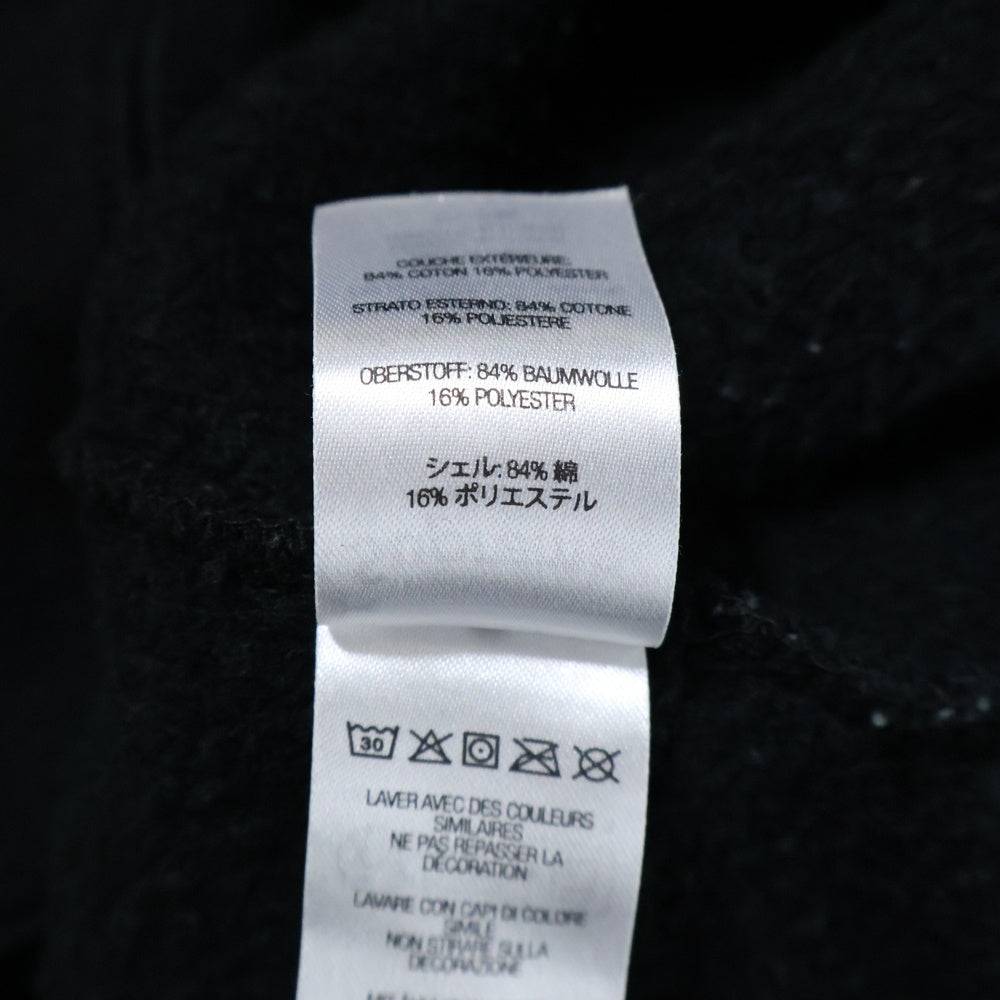 COUCHE EXTÉRIEURE:
84% COTON 16% POLYESTER
STRATO ESTERNO: 84% COTONE
16% POLIESTERE
OBERSTOFF: 84% BAUMWOLLE
16% POLYESTER
シェル: 84% 綿
16% ポリエステル
30
LAVER AVEC DES COULEURS
SIMILAIRES
NE PAS REPASSER LA
DÉCORATION
LAVARE CON CAPI DI COLORE
SIMILE
NON STIRARE SULLA
DECORAZIONE